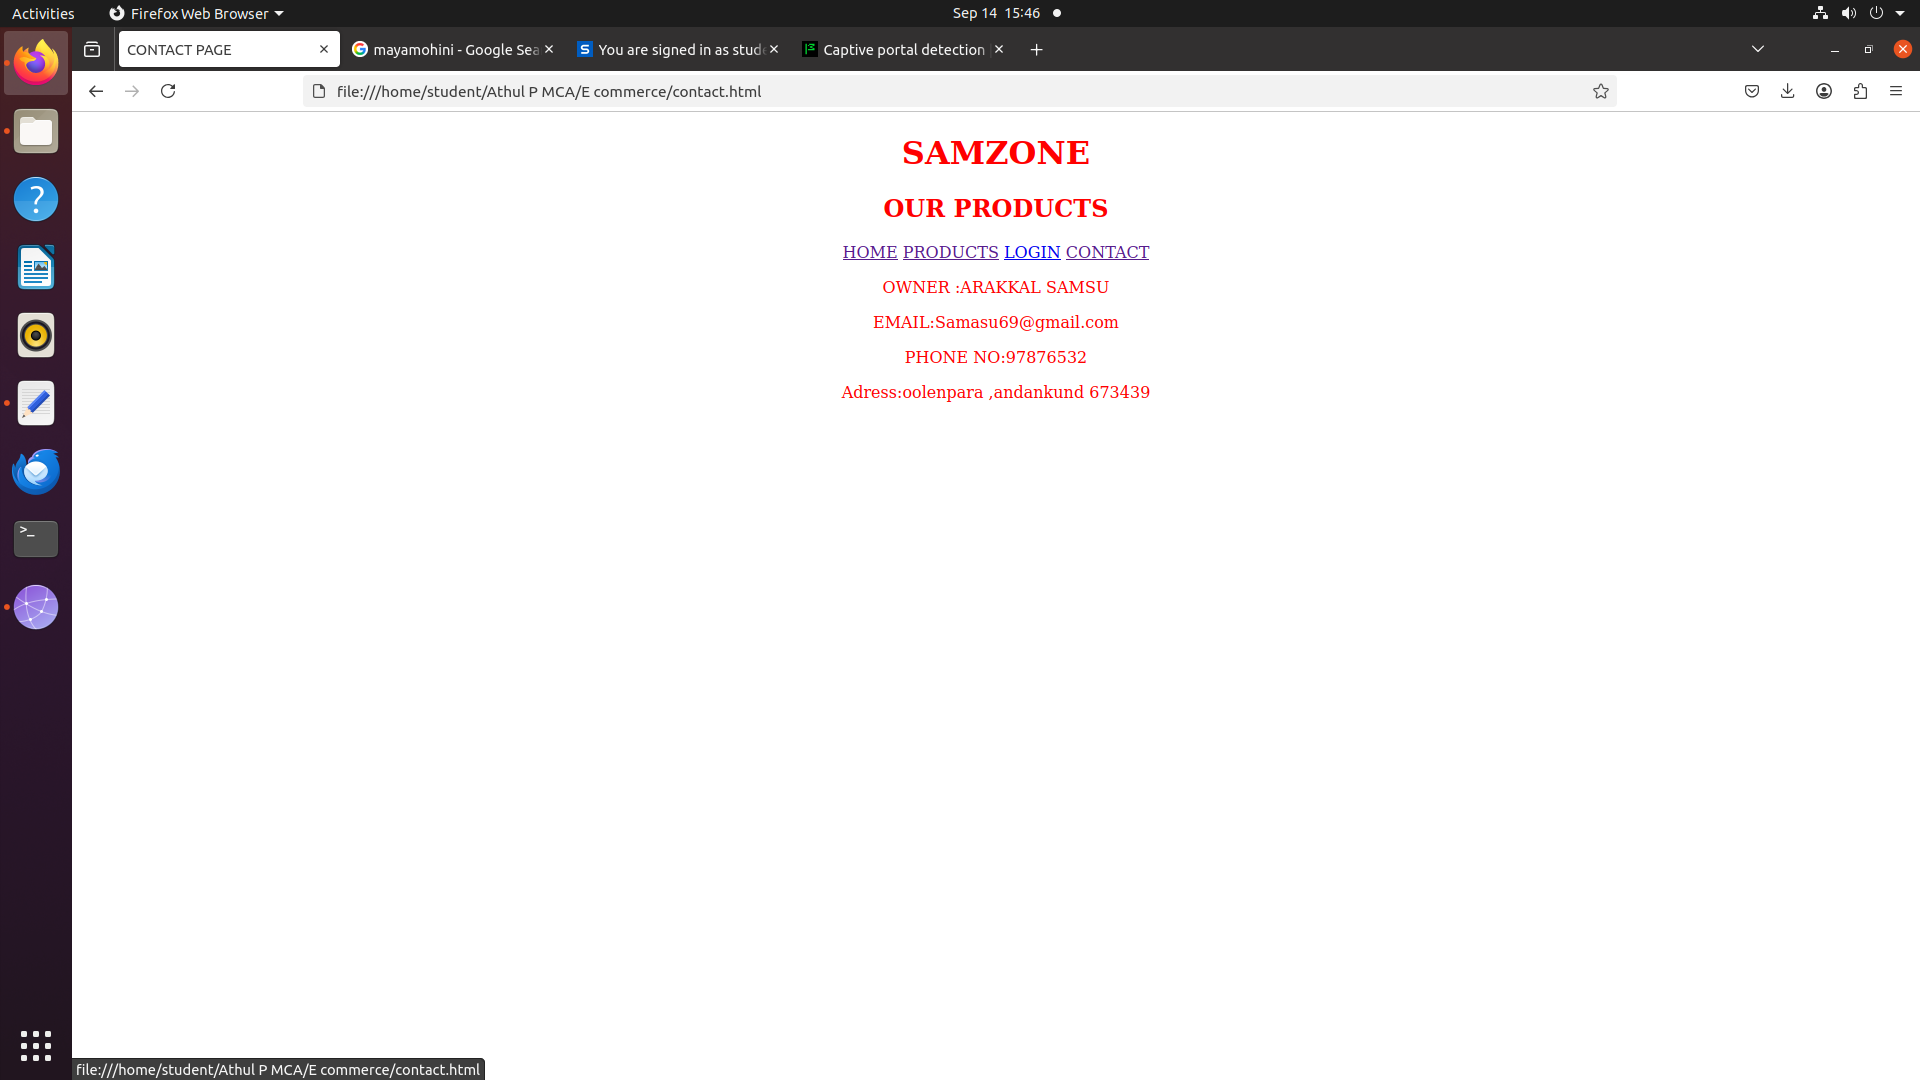 Activities
Firefox Web Browser
Sep 14 15:46
CONTACT PAGE
mayamohini - Google Sea
You are signed in as stud
Captive portal detection
file:///home/student/Athul P MCA/E commerce/contact.html
SAMZONE
OUR PRODUCTS
HOME PRODUCTS LOGIN CONTACT
OWNER :ARAKKAL SAMSU
EMAIL:Samasu69@gmail.com
PHONE NO:97876532
Adress:oolenpara ,andankund 673439
file:///home/student/Athul P MCA/E commerce/contact.html